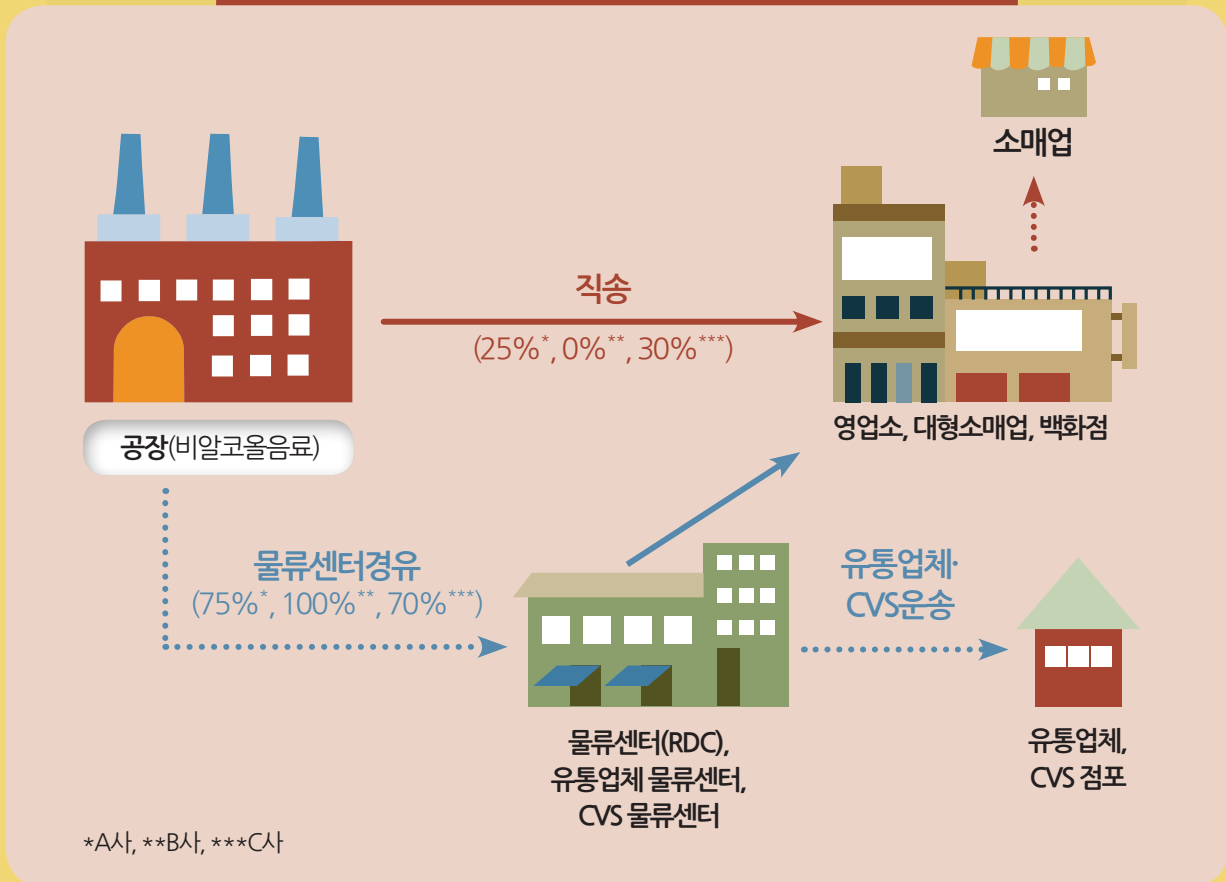 소매업
직송
(25%*, 0%**, 30%***)
영업소, 대형소매업, 백화점
공장(비알코올음료)
물류센터경유
(75%*, 100%**, 70%***)
유통업체·
CVS운송
물류센터(RDC),
유통업체 물류센터,
CVS 물류센터
유통업체,
CVS 점포
*A사, **B사, ***C사